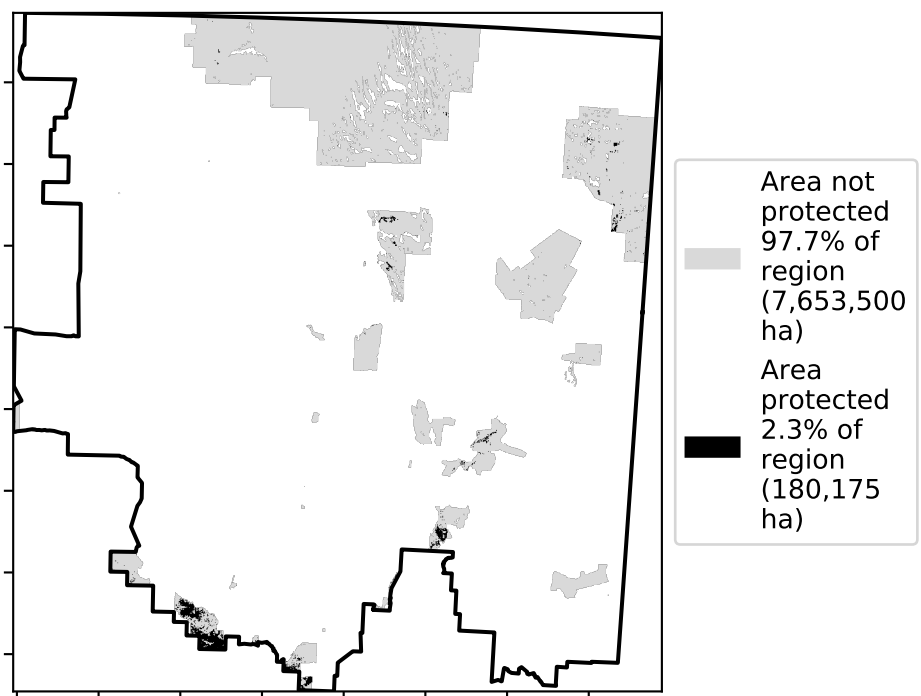 Area not
protected
97.7% of
region
(7,653,500
ha)
Area
protected
2.3% of
region
(180,175
ha)